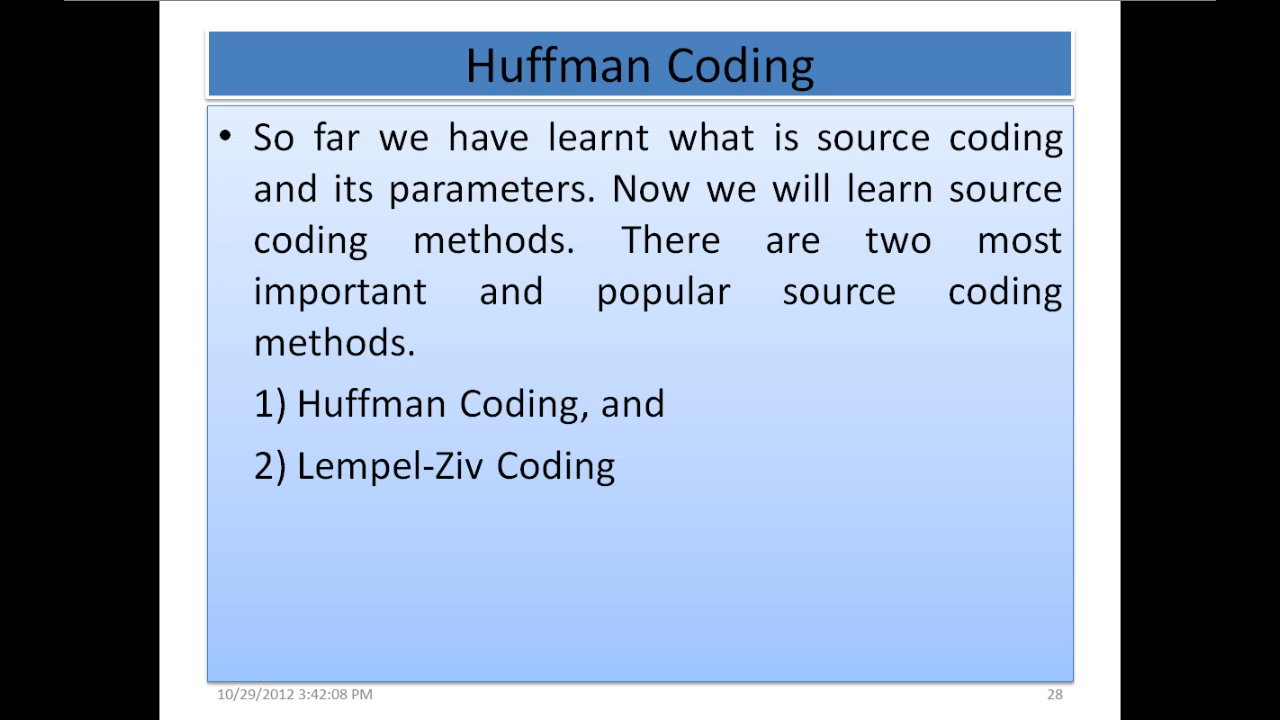 Huffman Coding
• So far we have learnt what is source coding
and its parameters. Now we will learn source
coding methods. There are two most
important and popular source coding
methods.
1) Huffman Coding, and
2) Lempel-Ziv Coding
10/29/2012 3:42:08 PM
28